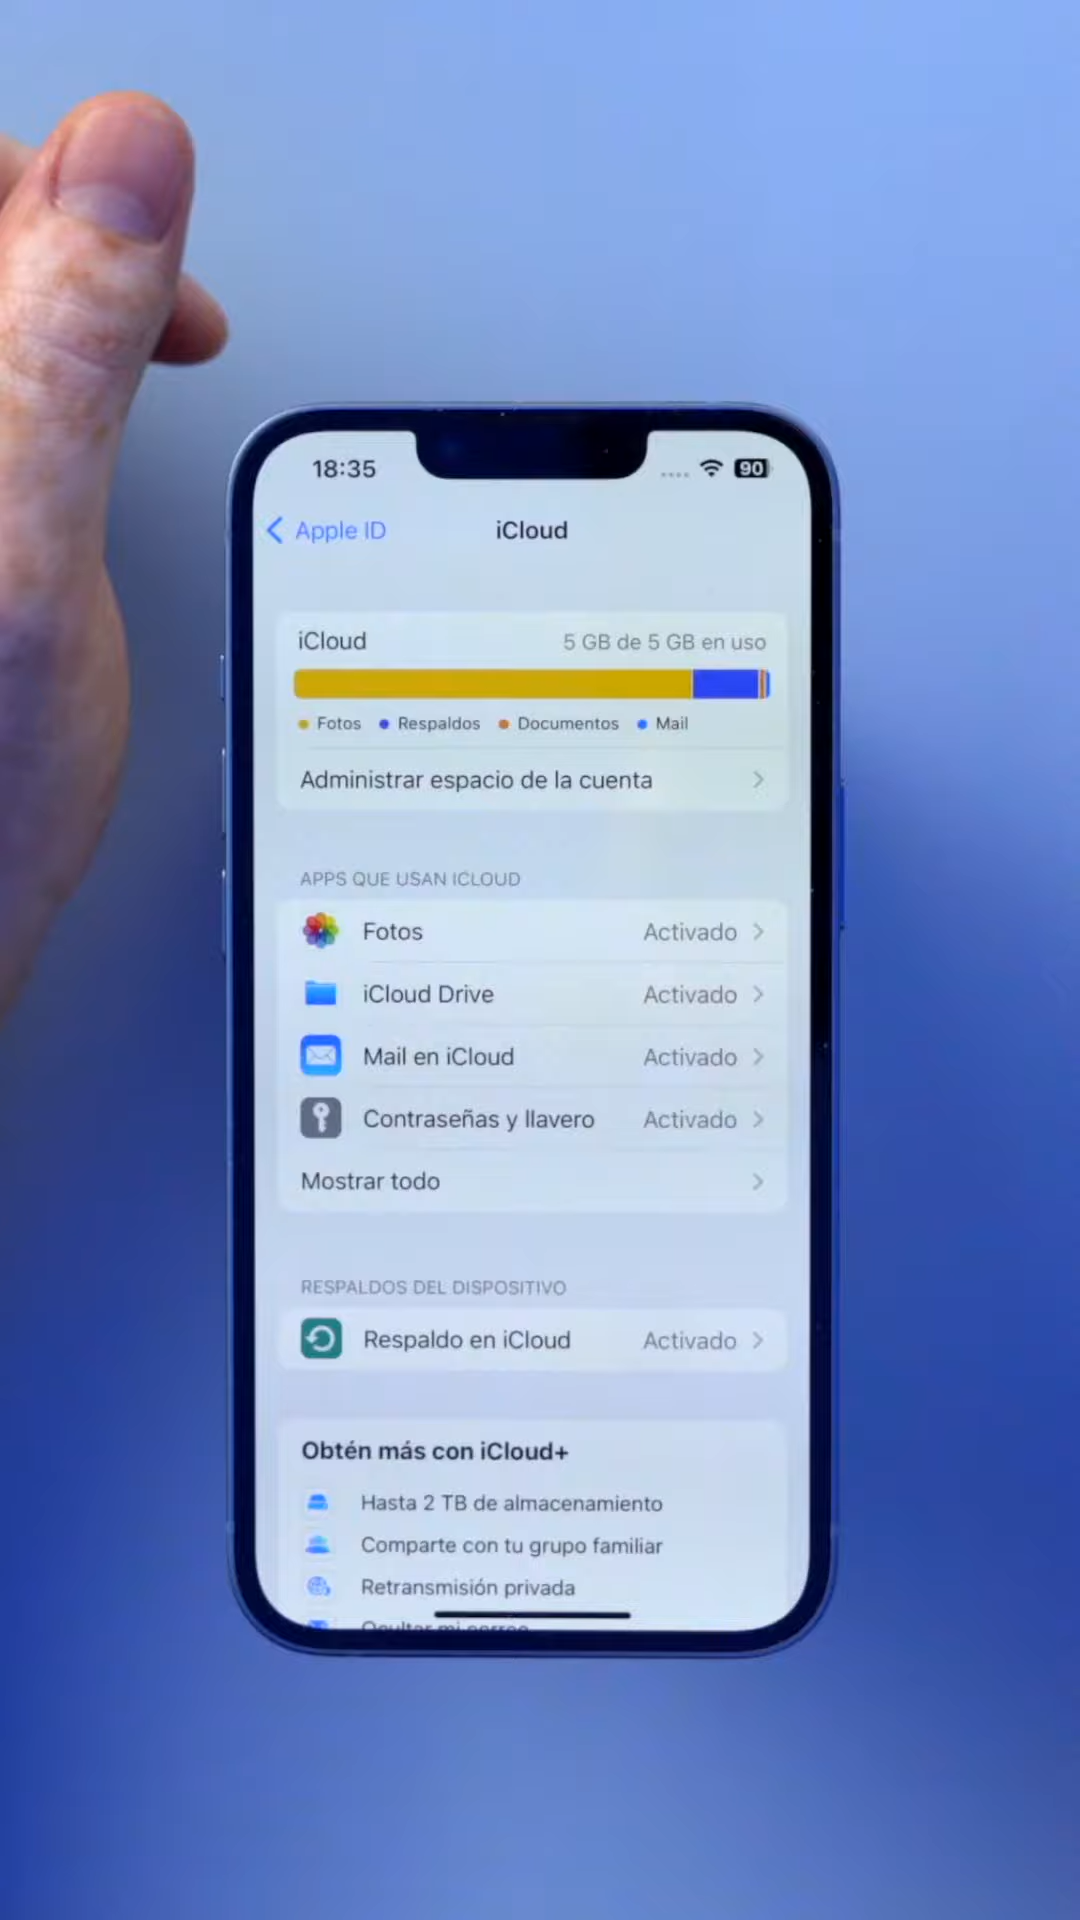 18:35
90
Apple ID
iCloud
iCloud
5 GB de 5 GB en uso
Fotos
Respaldos
Documentos
Mail
Administrar espacio de la cuenta
APPS QUE USAN ICLOUD
Fotos
Activado
iCloud Drive
Activado
Mail en iCloud
Activado
Contraseñas y llavero
Activado
Mostrar todo
RESPALDOS DEL DISPOSITIVO
Respaldo en iCloud
Activado
Obtén más con iCloud+
Hasta 2 TB de almacenamiento
Comparte con tu grupo familiar
Retransmisión privada
Ocultar mi correo